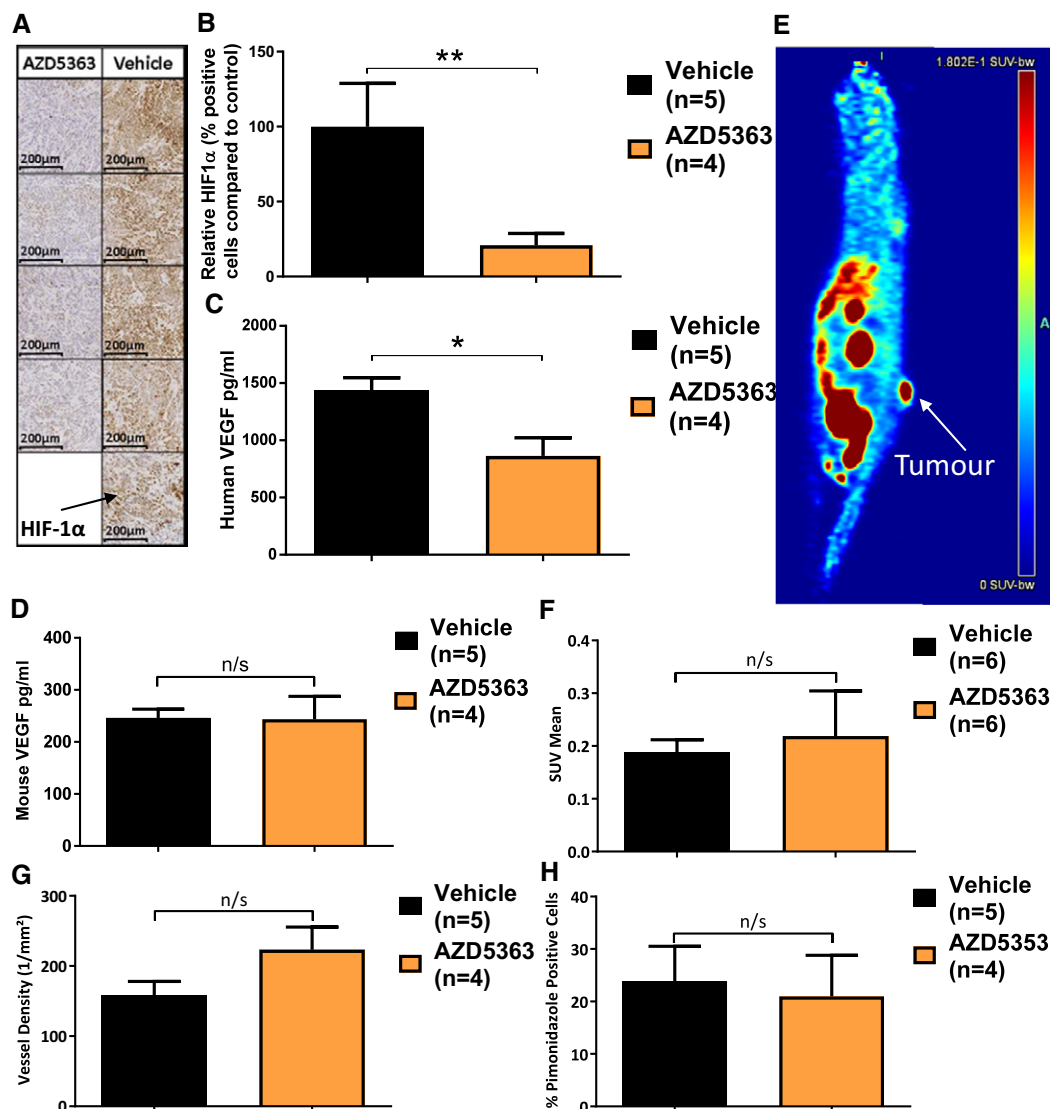 A
AZD5363 Vehicle
200µm 200µm
200µm 200µm
200µm 200µm
200µm 200µm
200µm
HIF-1α
B
Relative HIF1α (% positive
cells compared to control)
150
100
50
0
**
Vehicle
(n=5)
AZD5363
(n=4)
C
Human VEGF pg/ml
2000
1500
1000
500
0
*
Vehicle
(n=5)
AZD5363
(n=4)
E
1.802E-1 SUV-bw
A
Tumour
0 SUV-bw
D
Mouse VEGF pg/ml
400
300
200
100
0
n/s
Vehicle
(n=5)
AZD5363
(n=4)
F
SUV Mean
0.4
0.3
0.2
0.1
0.0
n/s
Vehicle
(n=6)
AZD5363
(n=6)
G
Vessel Density (1/mm²)
300
200
100
0
n/s
Vehicle
(n=5)
AZD5363
(n=4)
H
% Pimonidazole Positive Cells
40
30
20
10
0
n/s
Vehicle
(n=5)
AZD5353
(n=4)